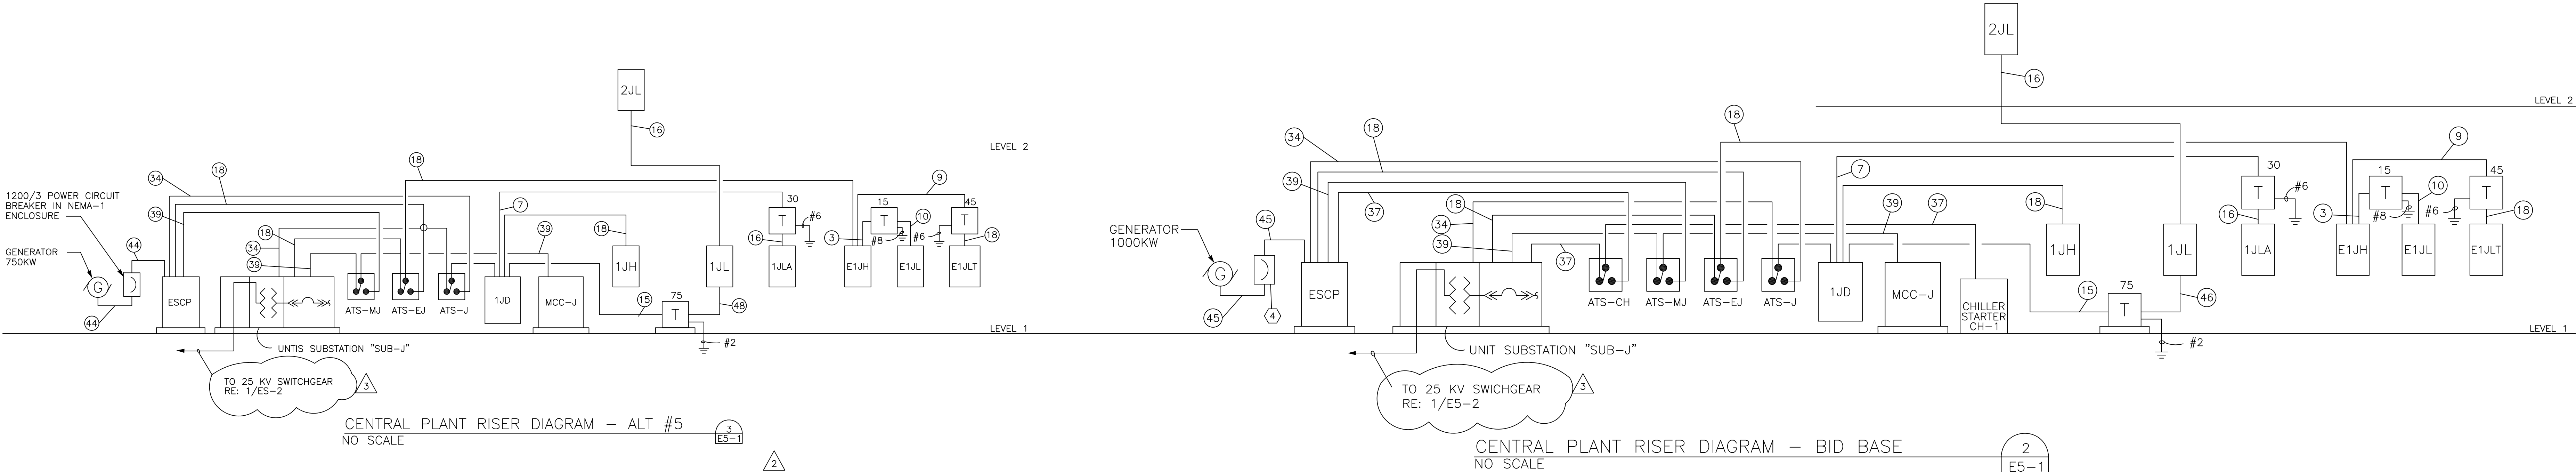 2JL
16
LEVEL 2
18
18
34
9
1200/3 POWER CIRCUIT
BREAKER IN NEMA-1
ENCLOSURE
39
7
30
15
45
#6
10
44
18
34
39
39
18
T
T
T
16
3
#8
#6
18
GENERATOR
750KW
G
1JH
1JL
1JLA
E1JH
E1JL
E1JLT
ESCP
1JD
MCC-J
75
15
48
T
44
ATS-MJ
ATS-EJ
ATS-J
LEVEL 1
#2
UNTIS SUBSTATION "SUB-J"
TO 25 KV SWITCHGEAR
RE: 1/ES-2
3
CENTRAL PLANT RISER DIAGRAM - ALT #5
NO SCALE
3
E5-1
2
2JL
16
LEVEL 2
34
18
18
9
39
37
7
30
15
45
#6
10
T
T
T
45
18
34
39
37
39
37
18
16
3
#8
#6
18
GENERATOR
1000KW
G
1JH
1JL
1JLA
E1JH
E1JL
E1JLT
ESCP
ATS-CH
ATS-MJ
ATS-EJ
ATS-J
1JD
MCC-J
CHILLER
STARTER
CH-1
75
15
46
T
45
4
LEVEL 1
#2
UNIT SUBSTATION "SUB-J"
TO 25 KV SWICHGEAR
RE: 1/E5-2
3
CENTRAL PLANT RISER DIAGRAM - BID BASE
NO SCALE
2
E5-1